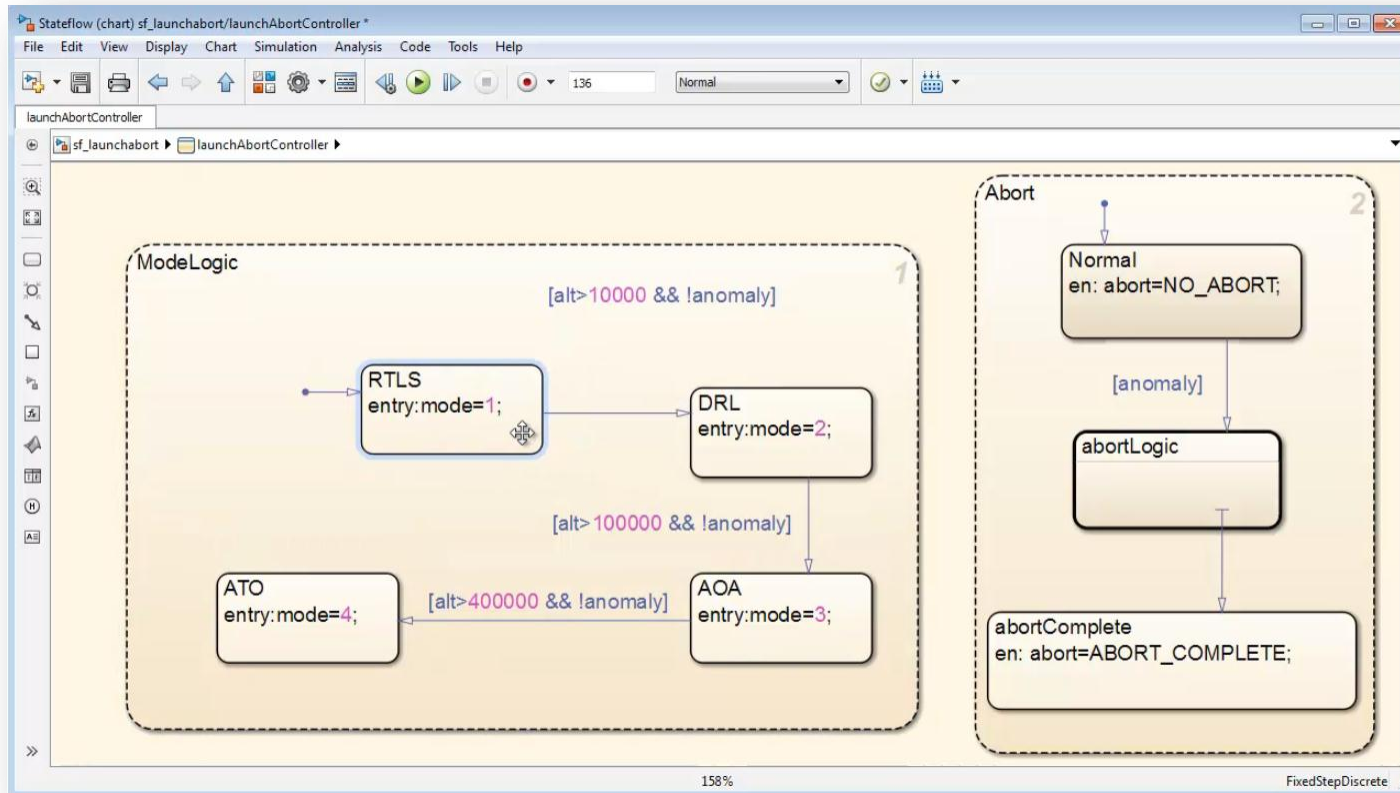 Stateflow (chart) sf_launchabort/launchAbortController *
File Edit View Display Chart Simulation Analysis Code Tools Help
136 Normal
launchAbortController
sf_launchabort launchAbortController
ModeLogic
1
[alt>10000 && !anomaly]
RTLS
entry:mode=1;
DRL
entry:mode=2;
[alt>100000 && !anomaly]
ATO
entry:mode=4;
[alt>400000 && !anomaly]
AOA
entry:mode=3;
Abort
2
Normal
en: abort=NO_ABORT;
[anomaly]
abortLogic
abortComplete
en: abort=ABORT_COMPLETE;
158% FixedStepDiscrete